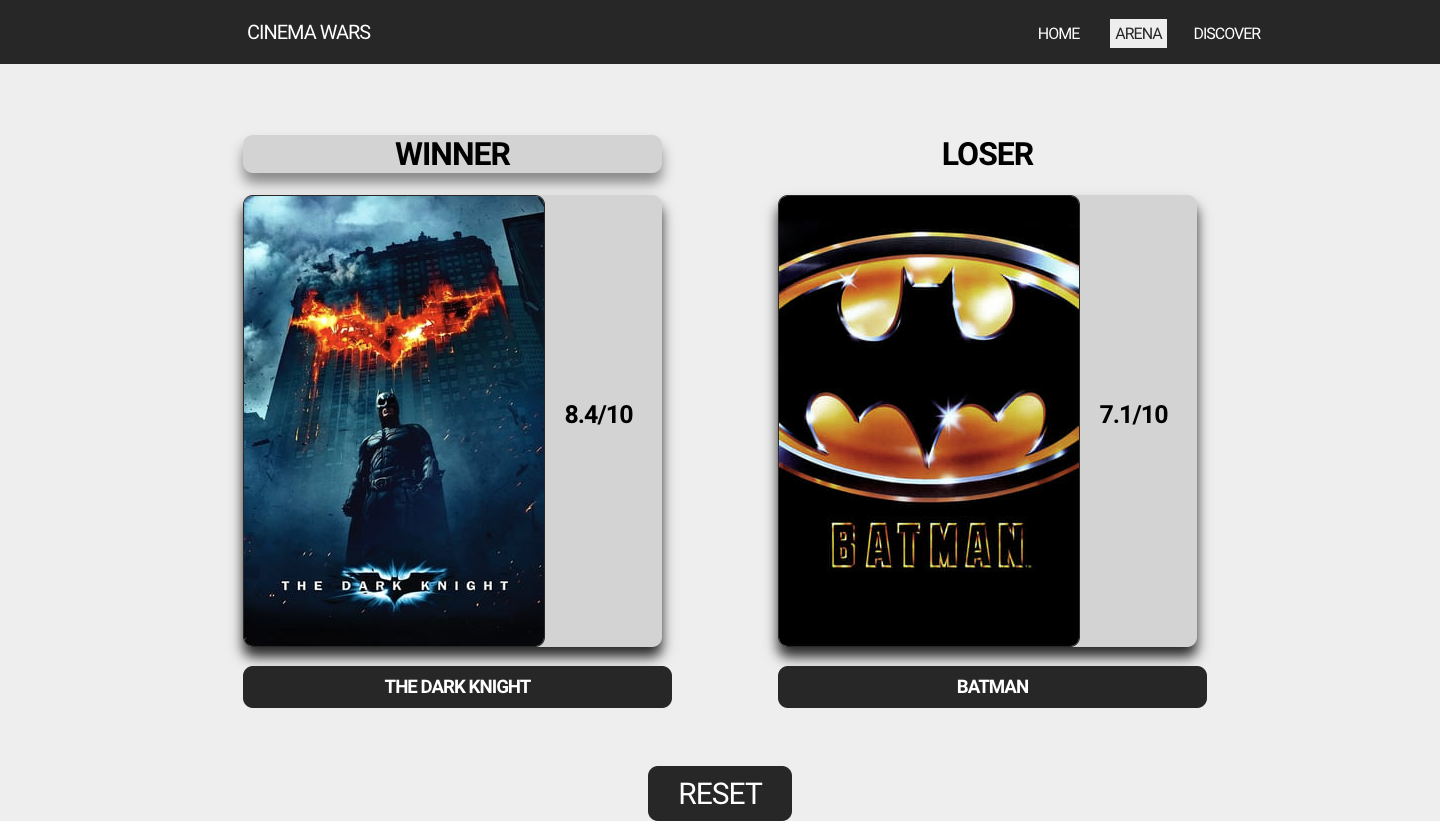 CINEMA WARS
HOME ARENA DISCOVER
WINNER
LOSER
THE DARK KNIGHT
8.4/10
BATMAN
7.1/10
THE DARK KNIGHT
BATMAN
RESET